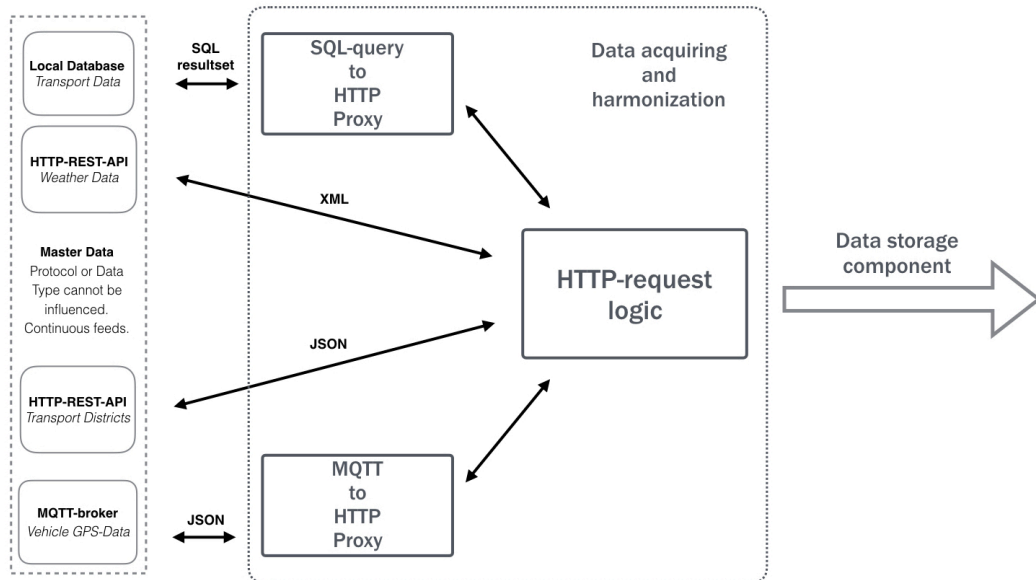 Local Database
Transport Data
HTTP-REST-API
Weather Data
Master Data
Protocol or Data
Type cannot be
influenced.
Continuous feeds.
HTTP-REST-API
Transport Districts
MQTT-broker
Vehicle GPS-Data
SQL
resultset
XML
JSON
JSON
SQL-query
to
HTTP
Proxy
MQTT
to
HTTP
Proxy
Data acquiring
and
harmonization
HTTP-request
logic
Data storage
component